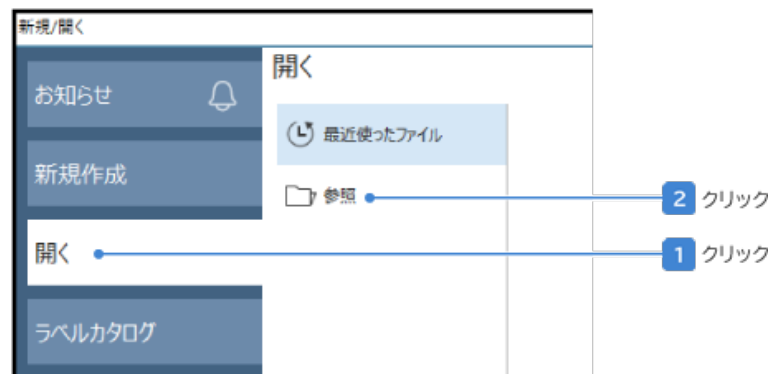 新規/開く
お知らせ
新規作成
開く
ラベルカタログ
開く
最近使ったファイル
参照
2 クリック
1 クリック